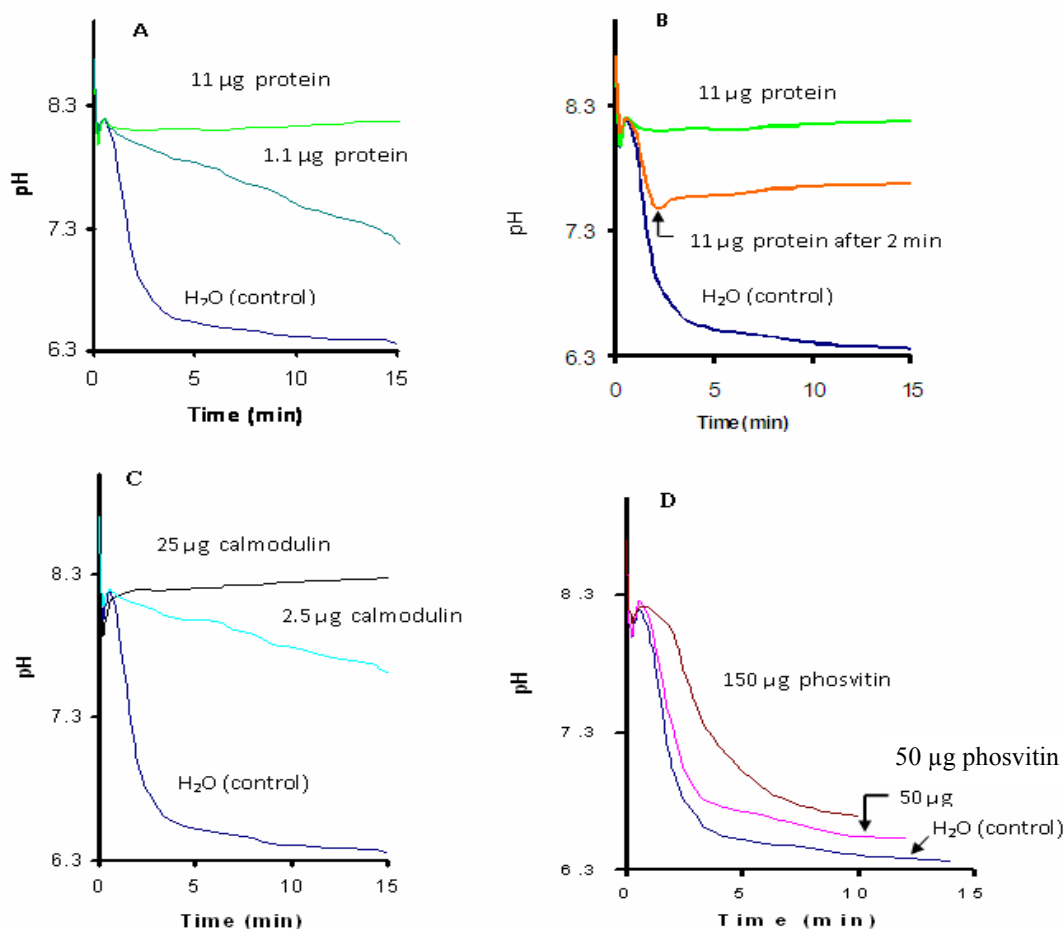 A
pH
8.3
7.3
6.3
11 µg protein
1.1 µg protein
H2O (control)
0
5
10
15
Time (min)
B
pH
8.3
7.3
6.3
11 µg protein
11 µg protein after 2 min
H2O (control)
0
5
10
15
Time(min)
C
pH
8.3
7.3
6.3
25 µg calmodulin
2.5 µg calmodulin
H2O (control)
0
5
10
15
Time (min)
D
pH
8.3
7.3
6.3
150 µg phosvitin
50 µg phosvitin
50 µg
H2O (control)
0
5
10
15
Time (min)